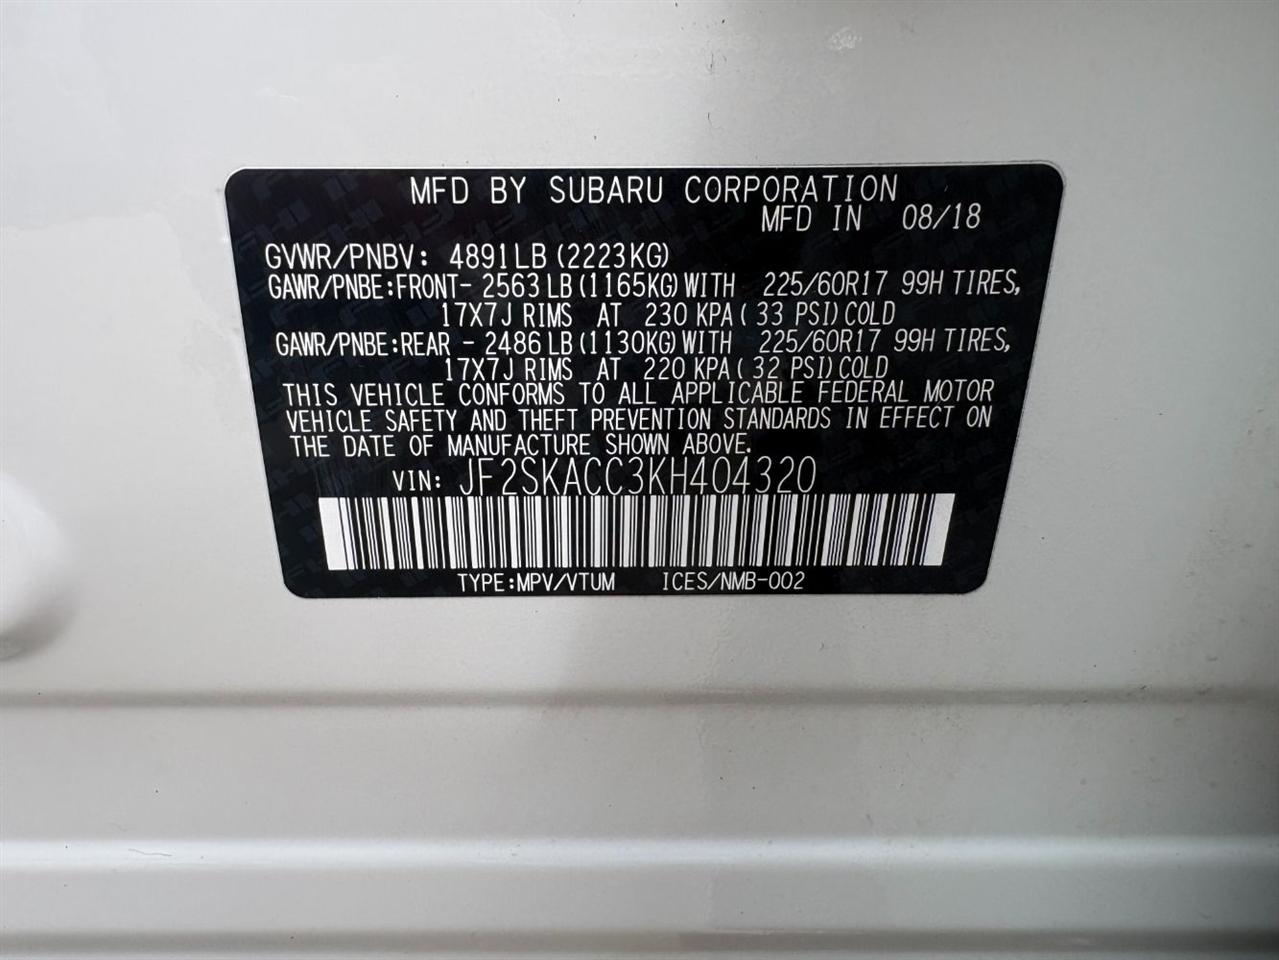 MFD BY SUBARU CORPORATION
MFD IN 08/18
GVWR/PNBV: 4891LB (2223KG)
GAWR/PNBE:FRONT- 2563LB (1165KG) WITH 225/60R17 99H TIRES,
17X7J RIMS AT 230 KPA( 33 PSI) COLD
GAWR/PNBE:REAR - 2486LB (1130KG) WITH 225/60R17 99H TIRES,
17X7J RIMS AT 220 KPA( 32 PSI) COLD
THIS VEHICLE CONFORMS TO ALL APPLICABLE FEDERAL MOTOR
VEHICLE SAFETY AND THEFT PREVENTION STANDARDS IN EFFECT ON
THE DATE OF MANUFACTURE SHOWN ABOVE.
VIN: JF2SKACC3KH404320
TYPE:MPV/VTUM ICES/NMB-002